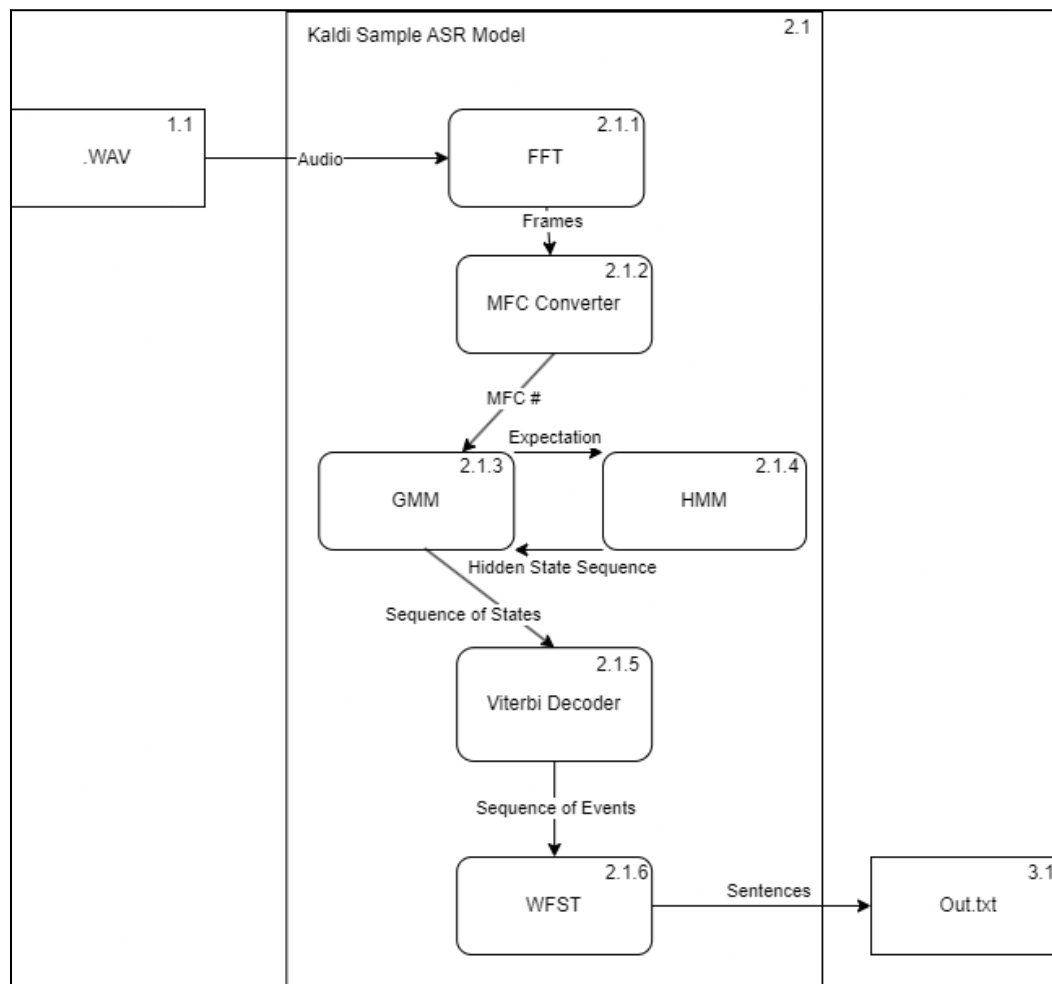 Kaldi Sample ASR Model
2.1
1.1
.WAV
Audio
2.1.1
FFT
Frames
2.1.2
MFC Converter
MFC #
Expectation
2.1.3
GMM
2.1.4
HMM
Hidden State Sequence
Sequence of States
2.1.5
Viterbi Decoder
Sequence of Events
2.1.6
WFST
Sentences
3.1
Out.txt